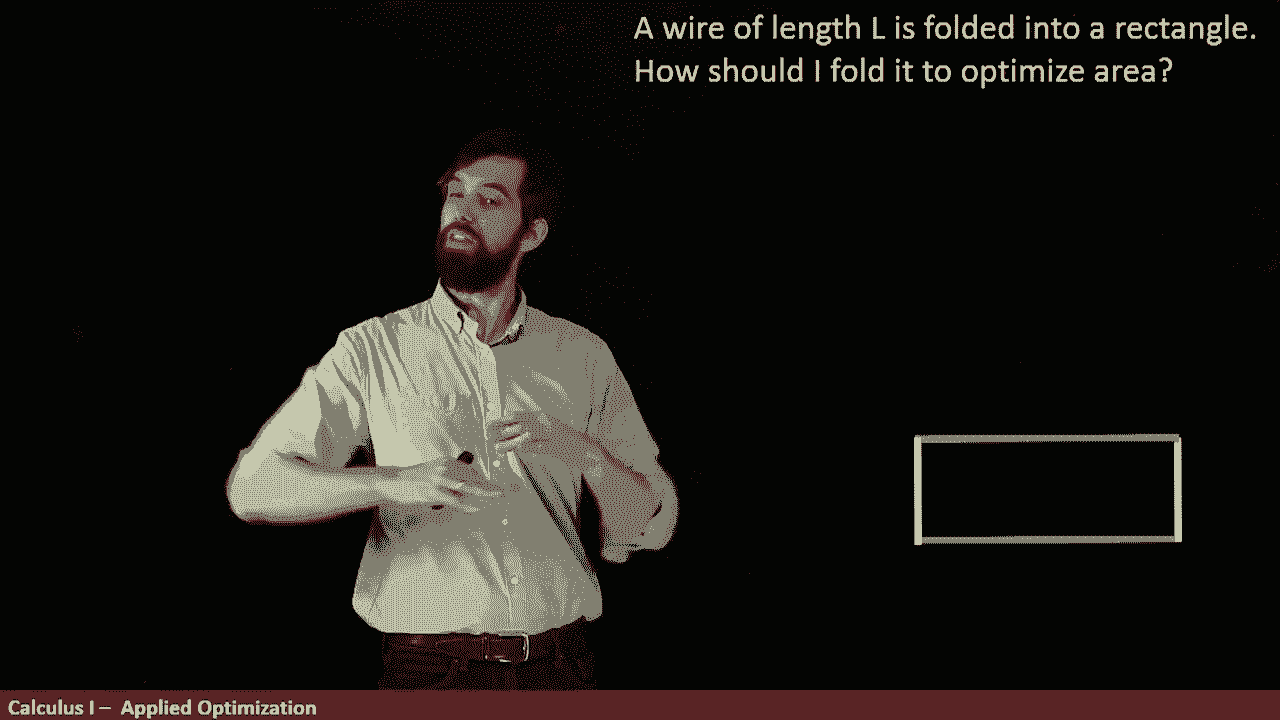 A wire of length L is folded into a rectangle.
How should I fold it to optimize area?
Calculus I – Applied Optimization